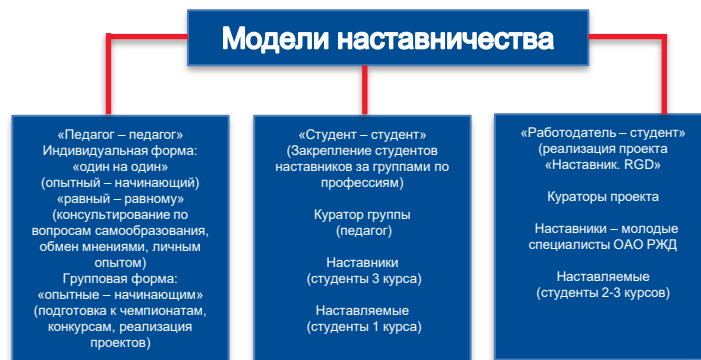 Модели наставничества
«Педагог – педагог»
Индивидуальная форма:
«один на один»
(опытный – начинающий)
«равный – равному»
(консультирование по
вопросам самообразования,
обмен мнениями, личным
опытом)
Групповая форма:
«опытные – начинающим»
(подготовка к чемпионатам,
конкурсам, реализация
проектов)
«Студент – студент»
(Закрепление студентов
наставников за группами по
профессиям)
Куратор группы
(педагог)
Наставники
(студенты 3 курса)
Наставляемые
(студенты 1 курса)
«Работодатель – студент»
(реализация проекта
«Наставник. RGD»
Кураторы проекта
Наставники – молодые
специалисты ОАО РЖД
Наставляемые
(студенты 2-3 курсов)